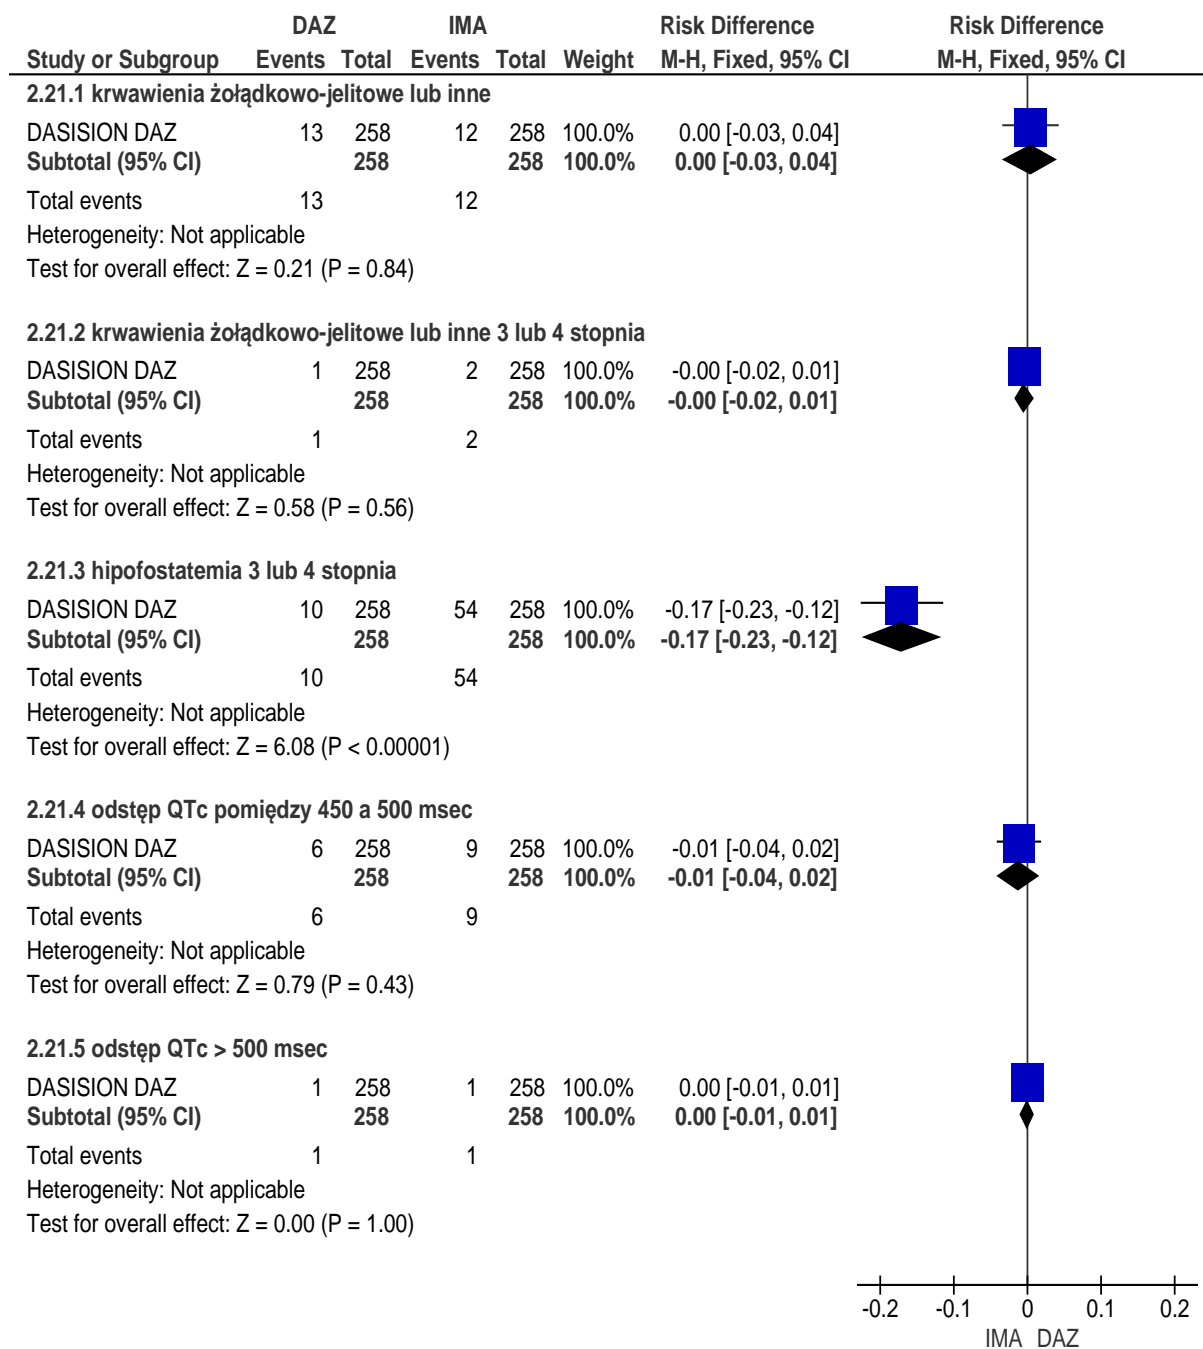 DAZ IMA Risk Difference Risk Difference
Study or Subgroup Events Total Events Total Weight M-H, Fixed, 95% CI M-H, Fixed, 95% CI
2.21.1 krwawienia żołądkowo-jelitowe lub inne
DASISION DAZ 13 258 12 258 100.0% 0.00 [-0.03, 0.04]
Subtotal (95% CI) 258 258 100.0% 0.00 [-0.03, 0.04]
Total events 13 12
Heterogeneity: Not applicable
Test for overall effect: Z = 0.21 (P = 0.84)
2.21.2 krwawienia żołądkowo-jelitowe lub inne 3 lub 4 stopnia
DASISION DAZ 1 258 2 258 100.0% -0.00 [-0.02, 0.01]
Subtotal (95% CI) 258 258 100.0% -0.00 [-0.02, 0.01]
Total events 1 2
Heterogeneity: Not applicable
Test for overall effect: Z = 0.58 (P = 0.56)
2.21.3 hipofostatemia 3 lub 4 stopnia
DASISION DAZ 10 258 54 258 100.0% -0.17 [-0.23, -0.12]
Subtotal (95% CI) 258 258 100.0% -0.17 [-0.23, -0.12]
Total events 10 54
Heterogeneity: Not applicable
Test for overall effect: Z = 6.08 (P < 0.00001)
2.21.4 odstęp QTc pomiędzy 450 a 500 msec
DASISION DAZ 6 258 9 258 100.0% -0.01 [-0.04, 0.02]
Subtotal (95% CI) 258 258 100.0% -0.01 [-0.04, 0.02]
Total events 6 9
Heterogeneity: Not applicable
Test for overall effect: Z = 0.79 (P = 0.43)
2.21.5 odstęp QTc > 500 msec
DASISION DAZ 1 258 1 258 100.0% 0.00 [-0.01, 0.01]
Subtotal (95% CI) 258 258 100.0% 0.00 [-0.01, 0.01]
Total events 1 1
Heterogeneity: Not applicable
Test for overall effect: Z = 0.00 (P = 1.00)
-0.2 -0.1 0 0.1 0.2
IMA DAZ